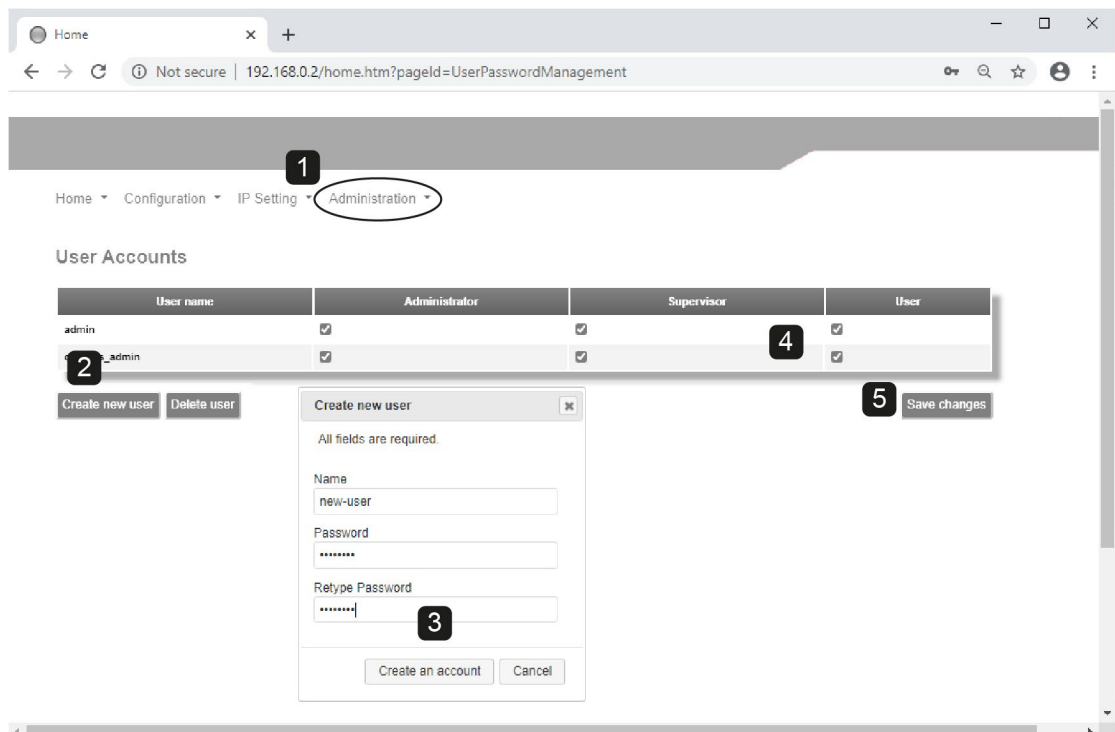 Home
Not secure | 192.168.0.2/home.htm?pageId=UserPasswordManagement
1
Home Configuration IP Setting Administration
User Accounts
User name Administrator Supervisor User
admin
4
2 s_admin
Create new user Delete user
5 Save changes
Create new user
All fields are required.
Name
new-user
Password
••••••••
Retype Password
••••••••
3
Create an account Cancel